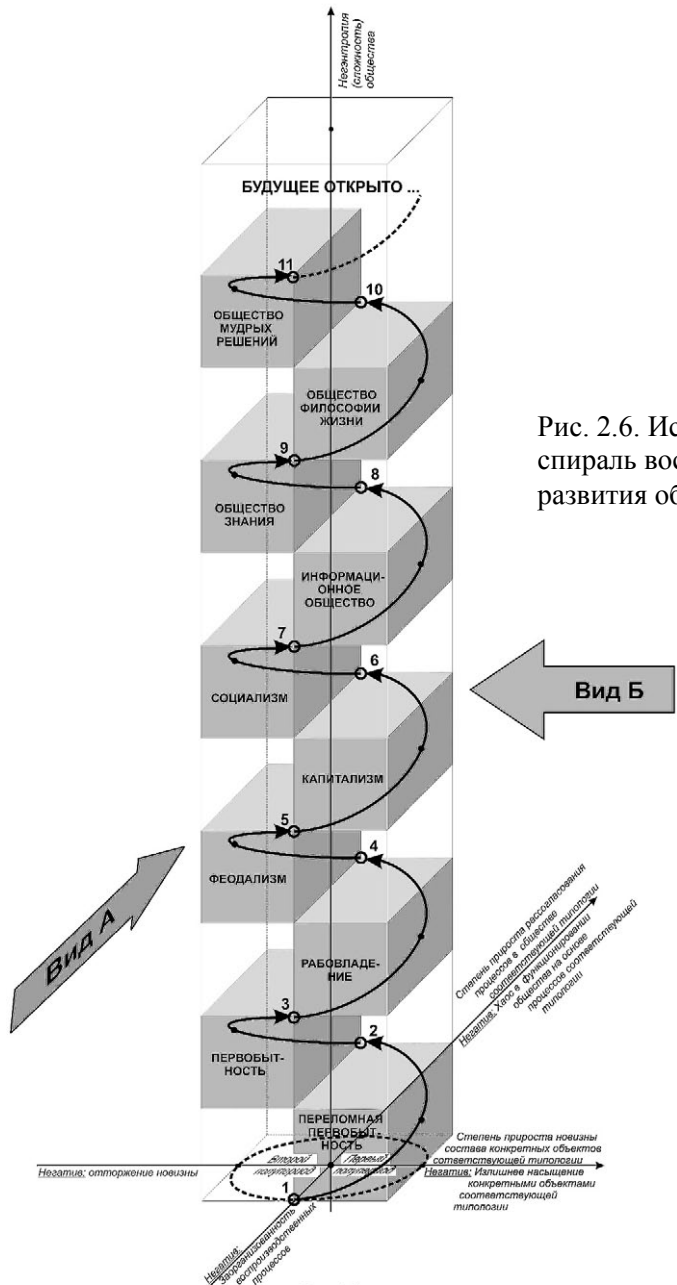 Негэнтропия
(сложность)
общества
БУДУЩЕЕ ОТКРЫТО ...
11
10
ОБЩЕСТВО
МУДРЫХ
РЕШЕНИЙ
ОБЩЕСТВО
ФИЛОСОФИИ
ЖИЗНИ
Рис. 2.6. Ис
спираль вос
развития об
9
8
ОБЩЕСТВО
ЗНАНИЯ
ИНФОРМАЦИ-
ОННОЕ
ОБЩЕСТВО
7
6
СОЦИАЛИЗМ
Вид Б
КАПИТАЛИЗМ
5
4
ФЕОДАЛИЗМ
Вид А
РАБОВЛАДЕ-
НИЕ
3
2
ПЕРВОБЫТ-
НОСТЬ
Степень прироста рассогласования
процессов в обществе
соответствующей типологии
Негатив: Хаос в функционировании
общества на основе
процессов соответствующей
типологии
ПЕРЕЛОМНАЯ
ПЕРВОБЫТ-
НОСТЬ
Второй
полупериод
Первый
полупериод
Степень прироста новизны
состава конкретных объектов
соответствующей типологии
Негатив: отторжение новизны
Негатив: Излишнее насыщение
конкретными объектами
соответствующей
типологии
1
Негатив:
Заорганизованность
воспроизводственных
процессов